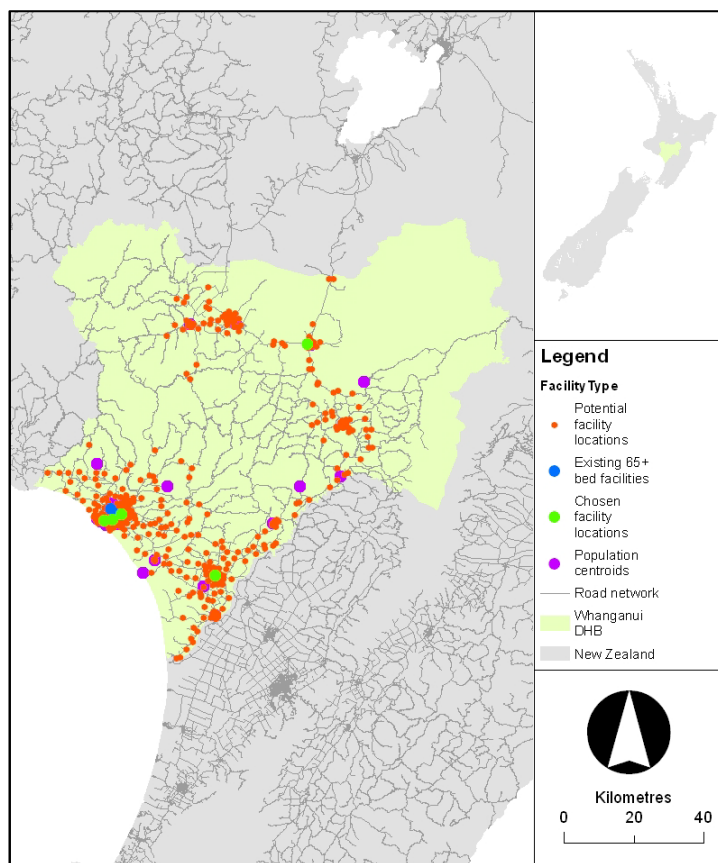 Legend
Facility Type
Potential
facility
locations
Existing 65+
bed facilities
Chosen
facility
locations
Population
centroids
Road network
Whanganui
DHB
New Zealand
Kilometres
0 20 40